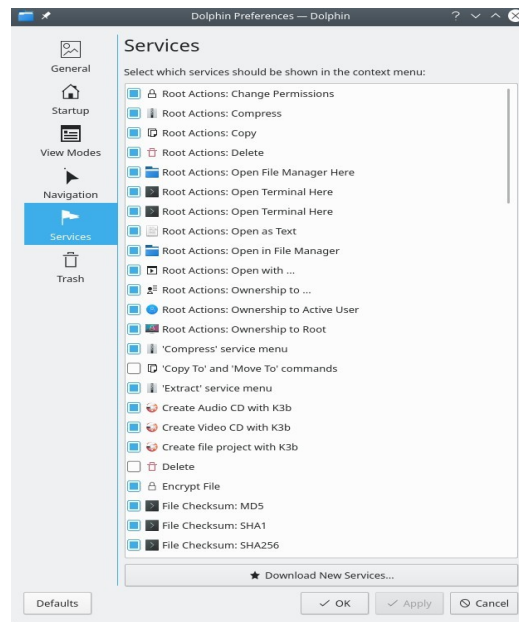 Dolphin Preferences — Dolphin
General
Startup
View Modes
Navigation
Services
Trash
Services
Select which services should be shown in the context menu:
Root Actions: Change Permissions
Root Actions: Compress
Root Actions: Copy
Root Actions: Delete
Root Actions: Open File Manager Here
Root Actions: Open Terminal Here
Root Actions: Open Terminal Here
Root Actions: Open as Text
Root Actions: Open in File Manager
Root Actions: Open with ...
Root Actions: Ownership to ...
Root Actions: Ownership to Active User
Root Actions: Ownership to Root
'Compress' service menu
'Copy To' and 'Move To' commands
'Extract' service menu
Create Audio CD with K3b
Create Video CD with K3b
Create file project with K3b
Delete
Encrypt File
File Checksum: MD5
File Checksum: SHA1
File Checksum: SHA256
Download New Services...
Defaults
OK
Apply
Cancel